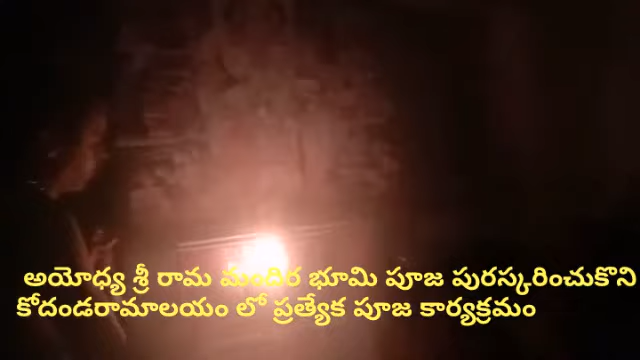 అయోధ్య శ్రీ రామ మందిర భూమి పూజ పురస్కరించుకొని
కోదండరామాలయం లో ప్రత్యేక పూజ కార్యక్రమం